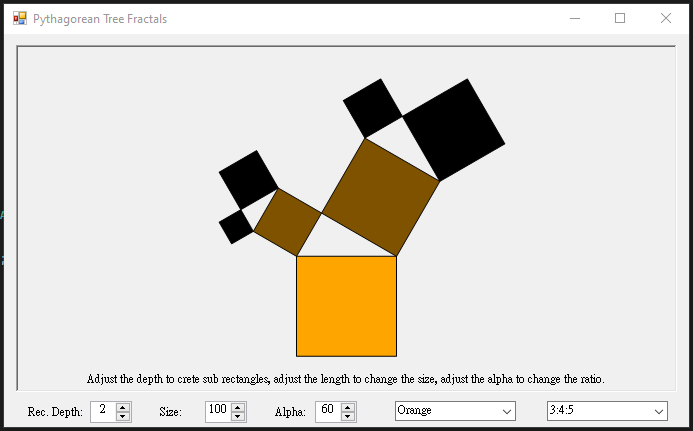 Pythagorean Tree Fractals
Adjust the depth to crete sub rectangles, adjust the length to change the size, adjust the alpha to change the ratio.
Rec. Depth: 2 Size: 100 Alpha: 60 Orange 3:4:5